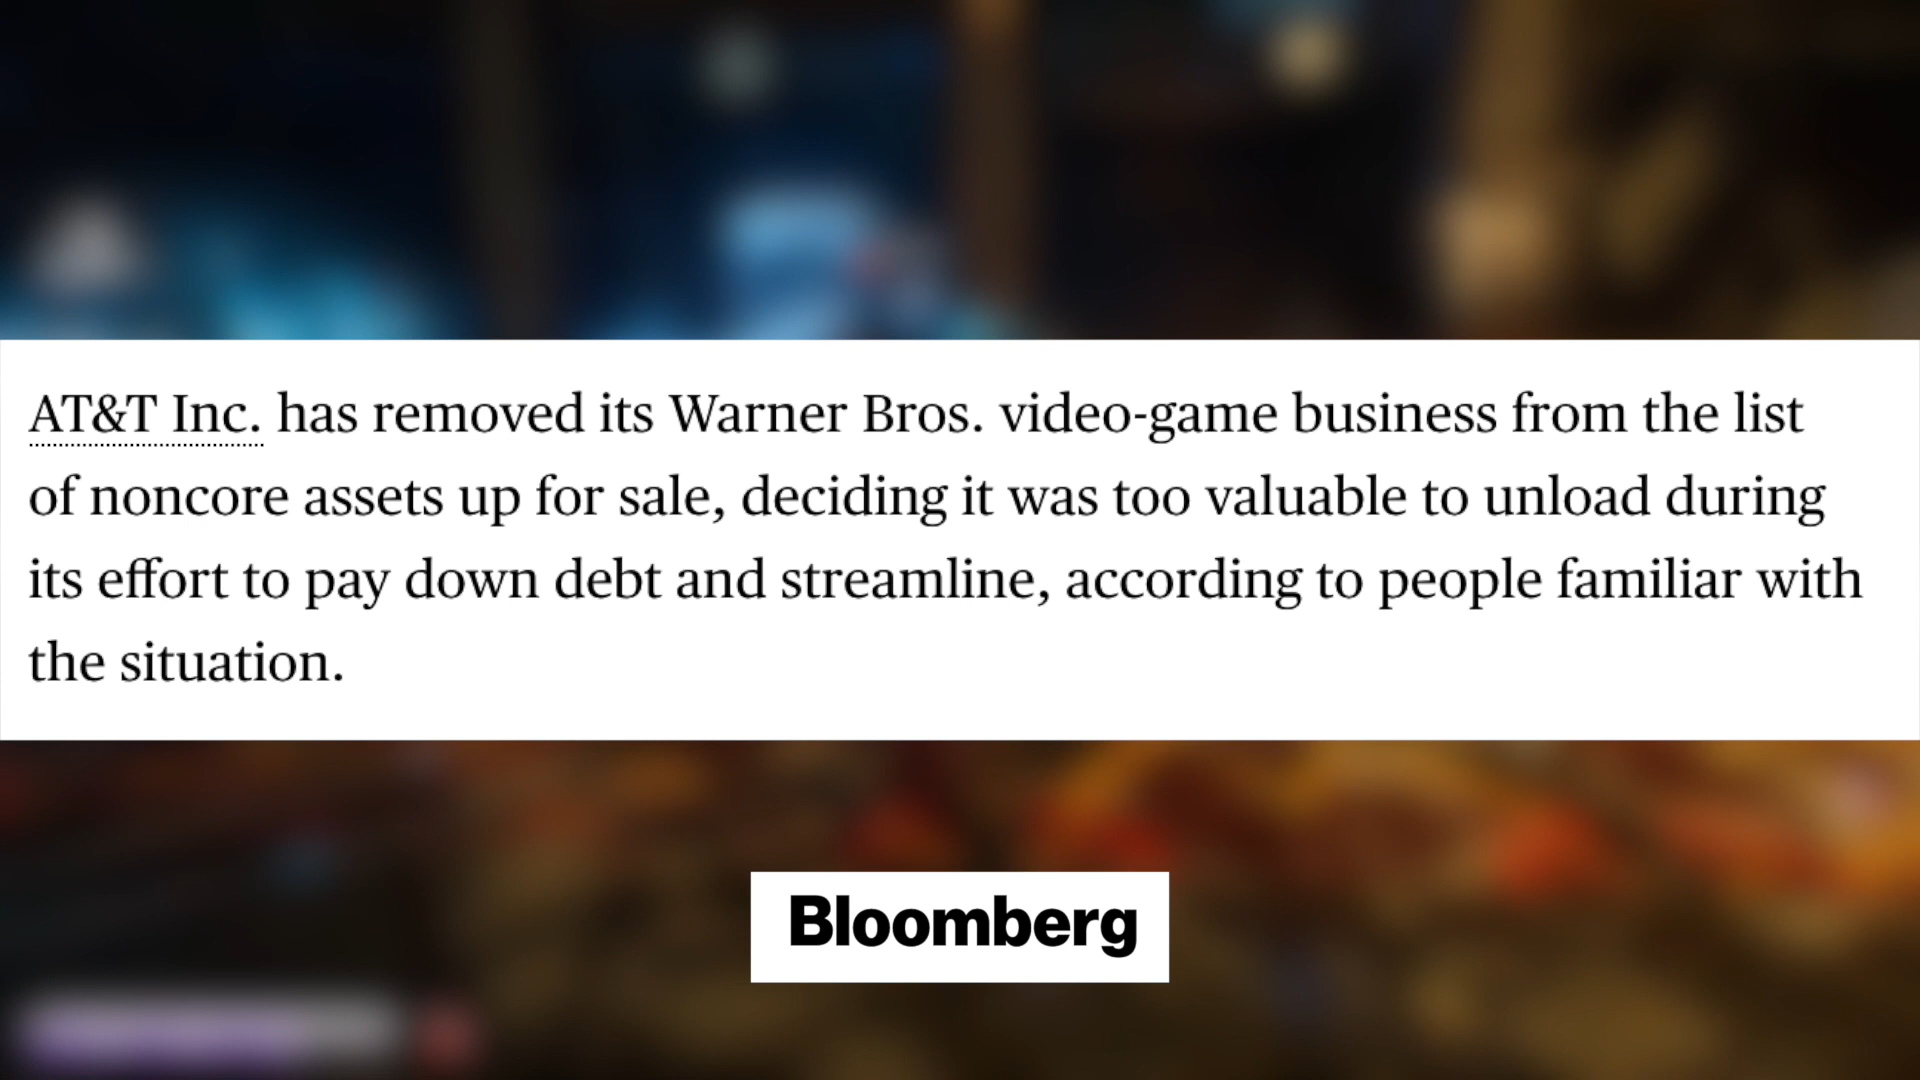 AT&T Inc. has removed its Warner Bros. video-game business from the list
of noncore assets up for sale, deciding it was too valuable to unload during
its effort to pay down debt and streamline, according to people familiar with
the situation.
Bloomberg